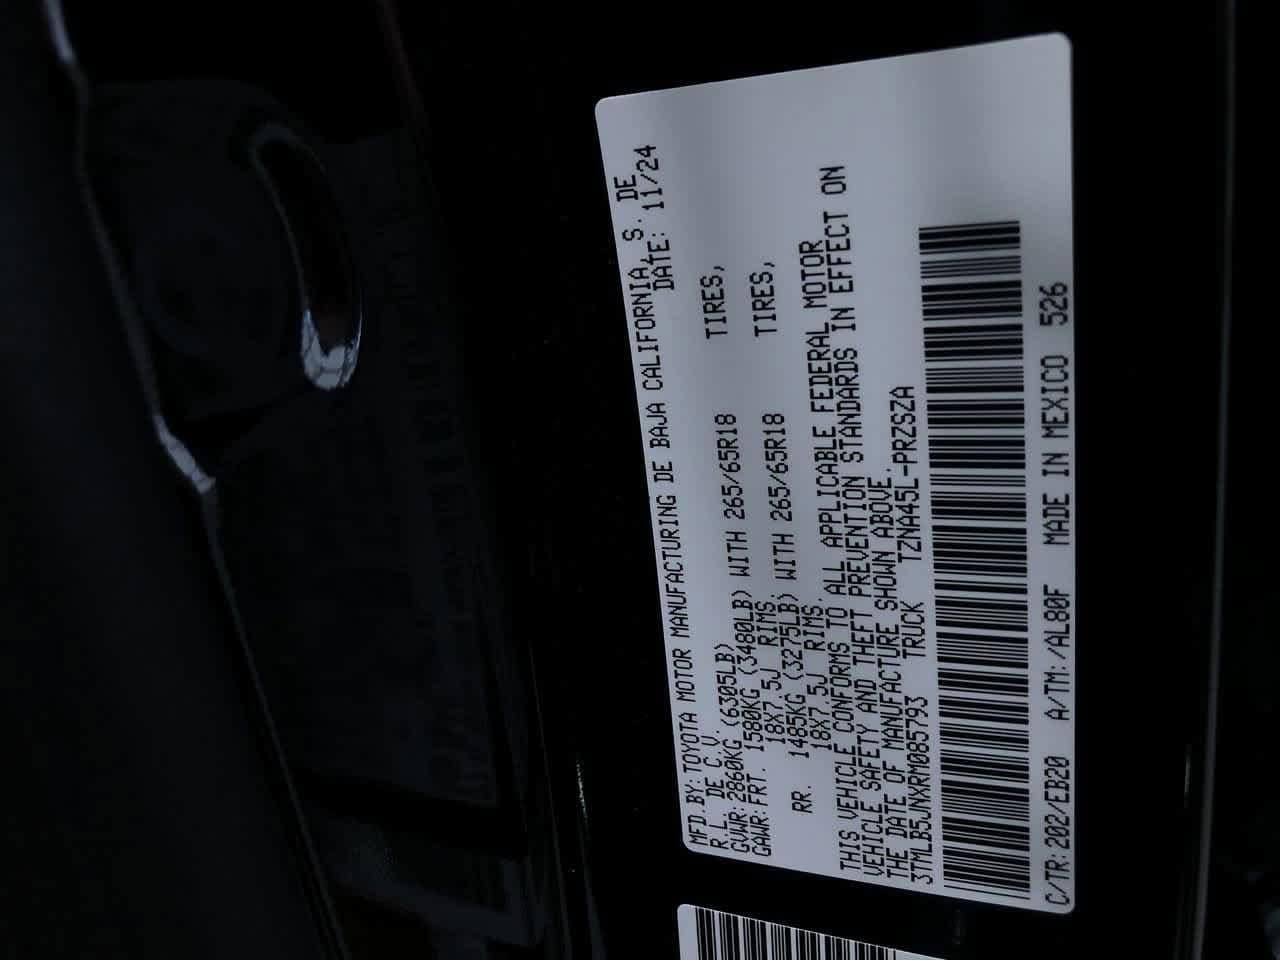 MFD.BY:TOYOTA MOTOR MANUFACTURING DE BAJA CALIFORNIA, S. DE
R.L. DE C.V. DATE: 11/24
GVWR:2860KG (6305LB)
GAWR:FRT. 1580KG (3480LB) WITH 265/65R18 TIRES,
18X7.5J RIMS.
RR. 1485KG (3275LB) WITH 265/65R18 TIRES,
18X7.5J RIMS.
THIS VEHICLE CONFORMS TO ALL APPLICABLE FEDERAL MOTOR
VEHICLE SAFETY AND THEFT PREVENTION STANDARDS IN EFFECT ON
THE DATE OF MANUFACTURE SHOWN ABOVE.
3TMLB5JNXRM085793 TRUCK TZNA45L-PRZSZA
C/TR:202/EB20 A/TM:/AL80F MADE IN MEXICO 526